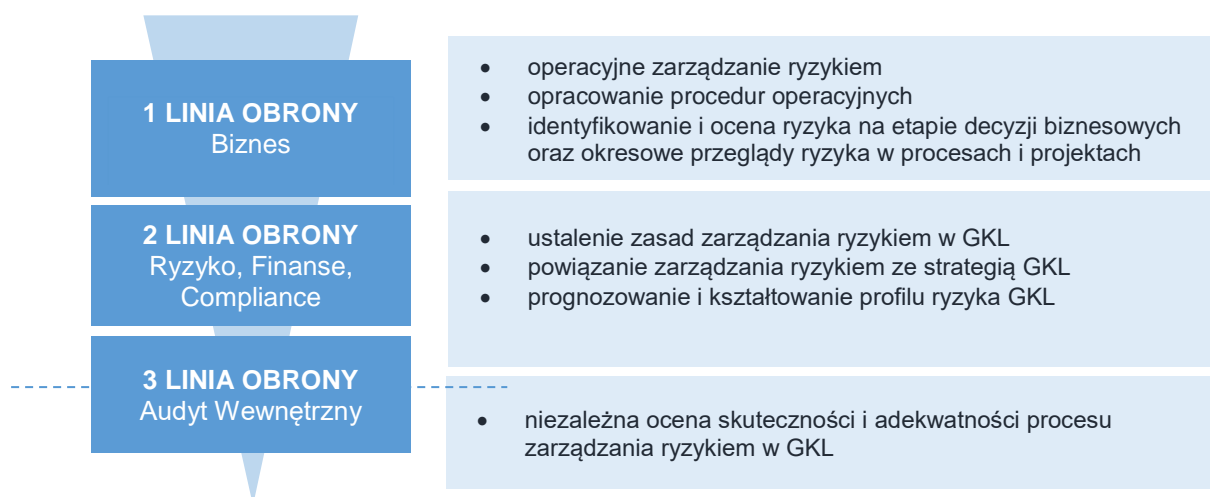 1 LINIA OBRONY
Biznes
• operacyjne zarządzanie ryzykiem
• opracowanie procedur operacyjnych
• identyfikowanie i ocena ryzyka na etapie decyzji biznesowych
oraz okresowe przeglądy ryzyka w procesach i projektach
2 LINIA OBRONY
Ryzyko, Finanse,
Compliance
• ustalenie zasad zarządzania ryzykiem w GKL
• powiązanie zarządzania ryzykiem ze strategią GKL
• prognozowanie i kształtowanie profilu ryzyka GKL
3 LINIA OBRONY
Audyt Wewnętrzny
• niezależna ocena skuteczności i adekwatności procesu
zarządzania ryzykiem w GKL